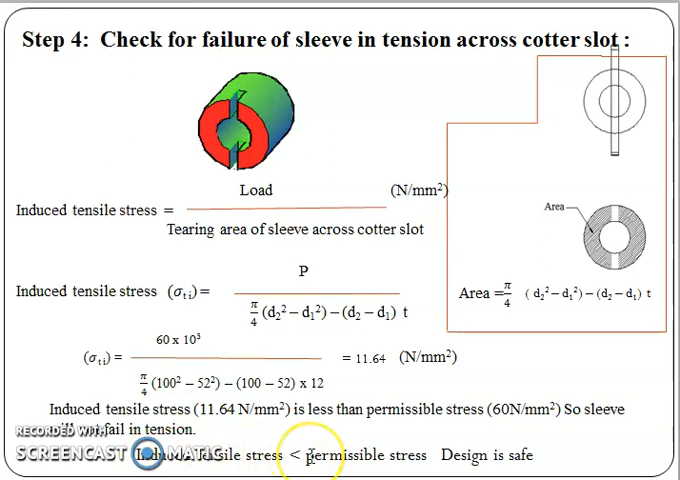 Step 4: Check for failure of sleeve in tension across cotter slot :
Load
Induced tensile stress = (N/mm²)
Tearing area of sleeve across cotter slot
Area
P
Induced tensile stress (σₜᵢ) =
π/4 (d₂² – d₁²) – (d₂ – d₁) t
Area = π/4 ( d₂² – d₁²) – (d₂ – d₁) t
60 x 10³
(σₜᵢ) = = 11.64 (N/mm²)
π/4 (100² – 52²) – (100 – 52) x 12
Induced tensile stress (11.64 N/mm²) is less than permissible stress (60N/mm²) So sleeve
fail in tension.
RECORDED WITH
SCREENCAST MATIC
tensile stress < Permissible stress Design is safe